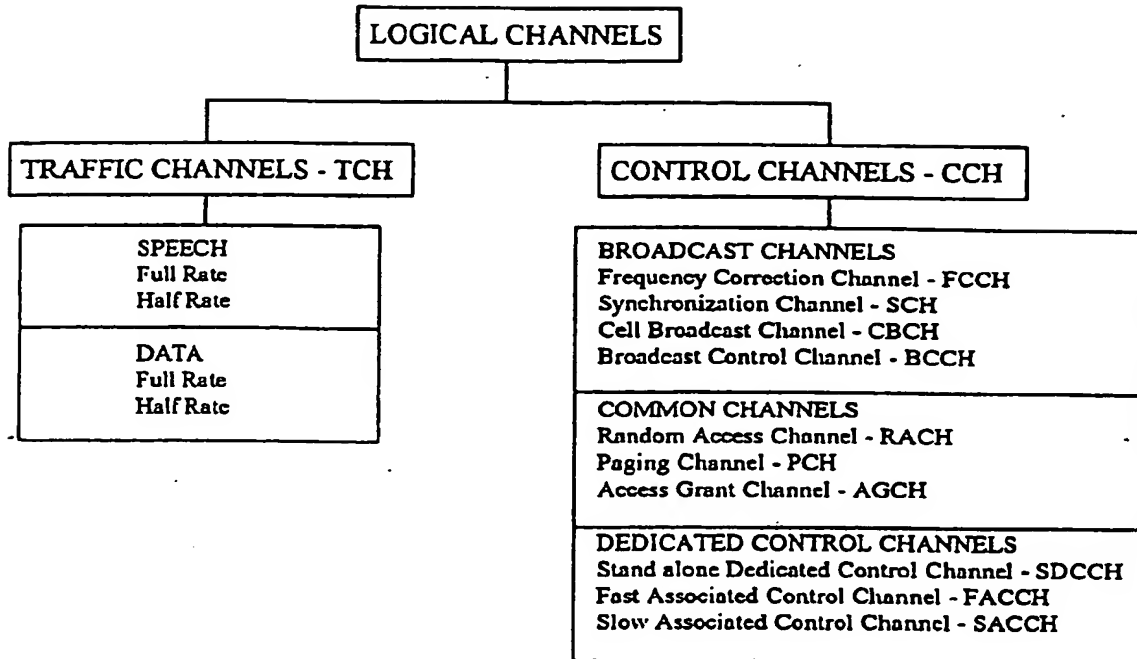 LOGICAL CHANNELS
TRAFFIC CHANNELS - TCH
SPEECH
Full Rate
Half Rate
DATA
Full Rate
Half Rate
CONTROL CHANNELS - CCH
BROADCAST CHANNELS
Frequency Correction Channel - FCCH
Synchronization Channel - SCH
Cell Broadcast Channel - CBCH
Broadcast Control Channel - BCCH
COMMON CHANNELS
Random Access Channel - RACH
Paging Channel - PCH
Access Grant Channel - AGCH
DEDICATED CONTROL CHANNELS
Stand alone Dedicated Control Channel - SDCCH
Fast Associated Control Channel - FACCH
Slow Associated Control Channel - SACCH